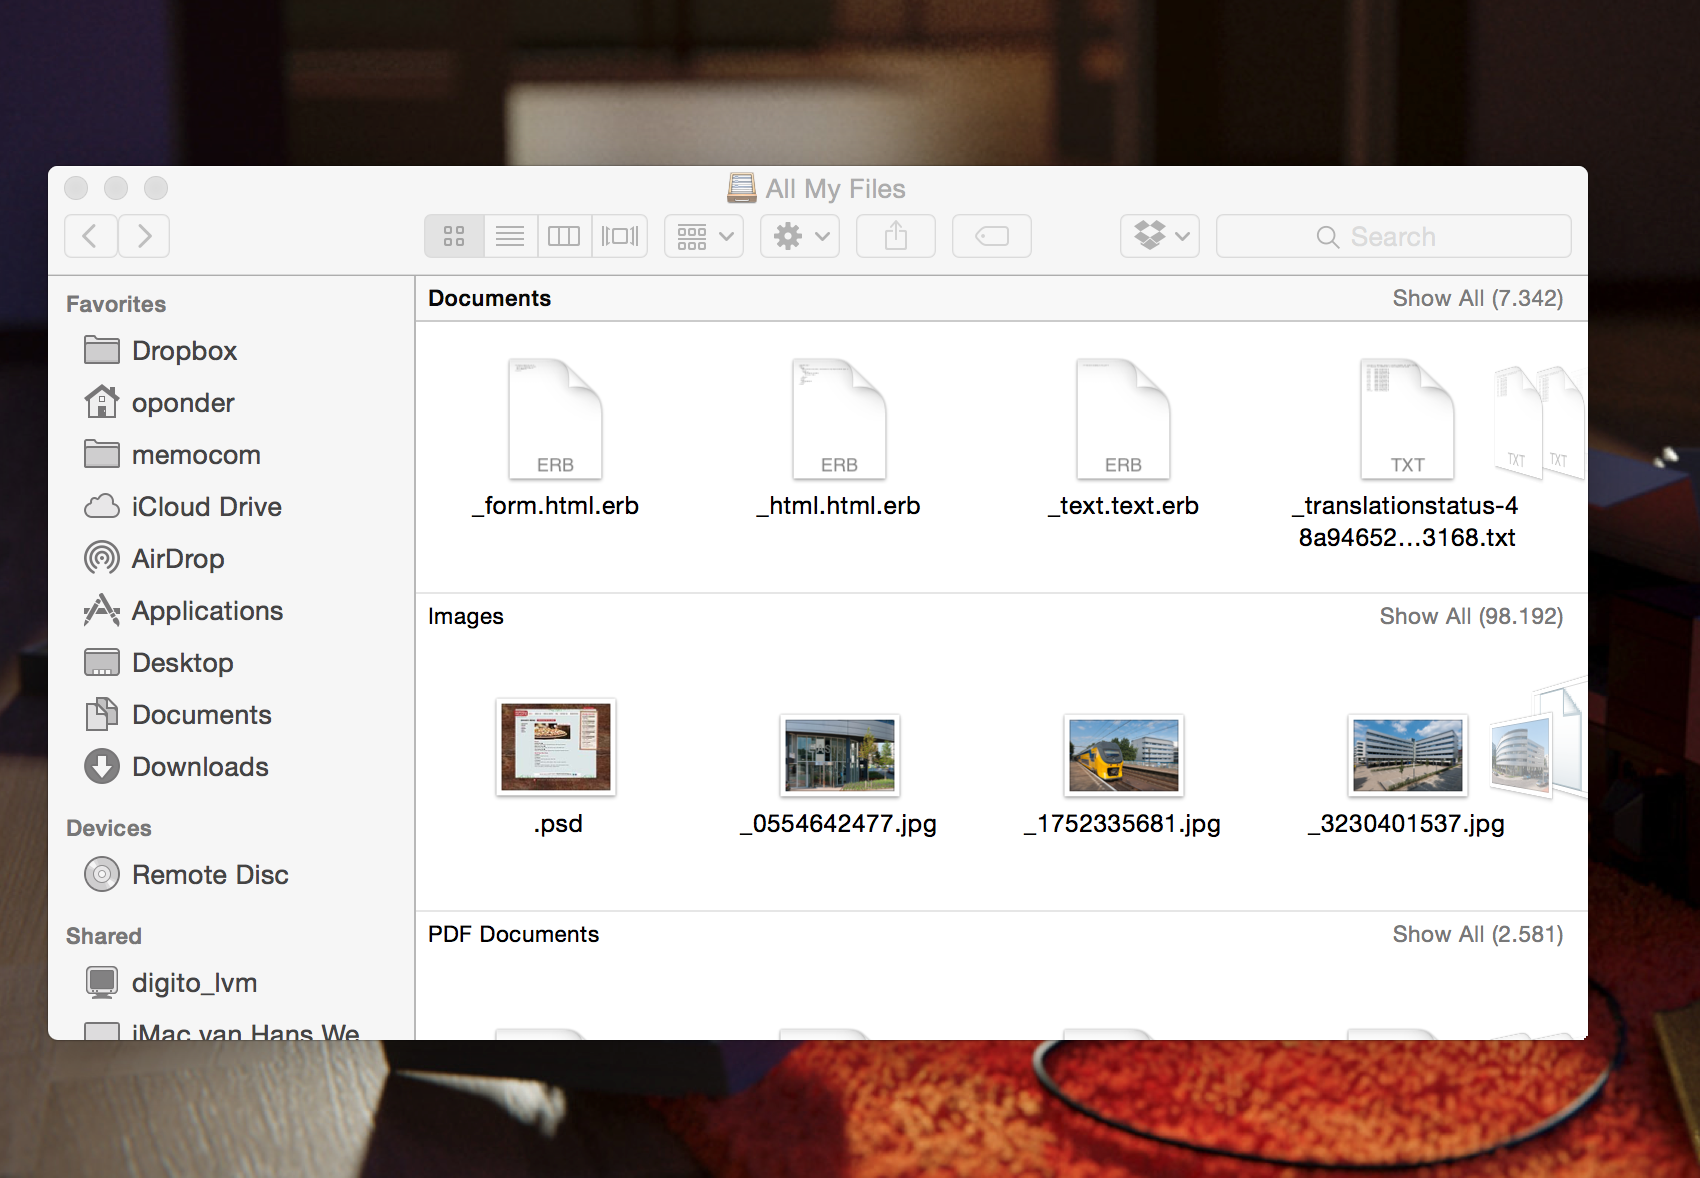 All My Files
Search
Favorites
Dropbox
oponder
memocom
iCloud Drive
AirDrop
Applications
Desktop
Documents
Downloads
Devices
Remote Disc
Shared
digito_lvm
iMac van Hans We
Documents
Show All (7.342)
ERB
ERB
ERB
TXT
TXT
TXT
_form.html.erb
_html.html.erb
_text.text.erb
_translationstatus-4
8a94652...3168.txt
Images
Show All (98.192)
.psd
_0554642477.jpg
_1752335681.jpg
_3230401537.jpg
PDF Documents
Show All (2.581)